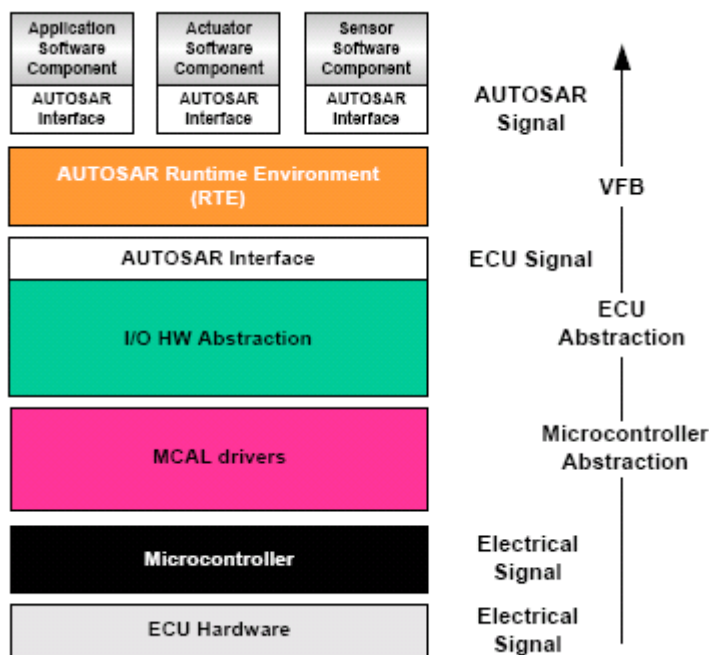 Application
Software
Component
AUTOSAR
Interface
Actuator
Software
Component
AUTOSAR
Interface
Sensor
Software
Component
AUTOSAR
Interface
AUTOSAR
Signal
AUTOSAR Runtime Environment
(RTE)
VFB
AUTOSAR Interface
ECU Signal
I/O HW Abstraction
ECU
Abstraction
MCAL drivers
Microcontroller
Abstraction
Microcontroller
Electrical
Signal
ECU Hardware
Electrical
Signal